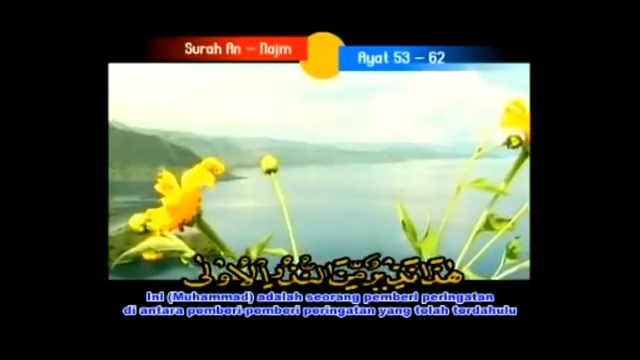 Surah An - Najm
Ayat 53 - 62
هَٰذَا نَذِيرٌ مِّنَ النُّذُرِ الْأُولَىٰ
Ini (Muhammad) adalah seorang pemberi peringatan
di antara pemberi-pemberi peringatan yang telah terdahulu